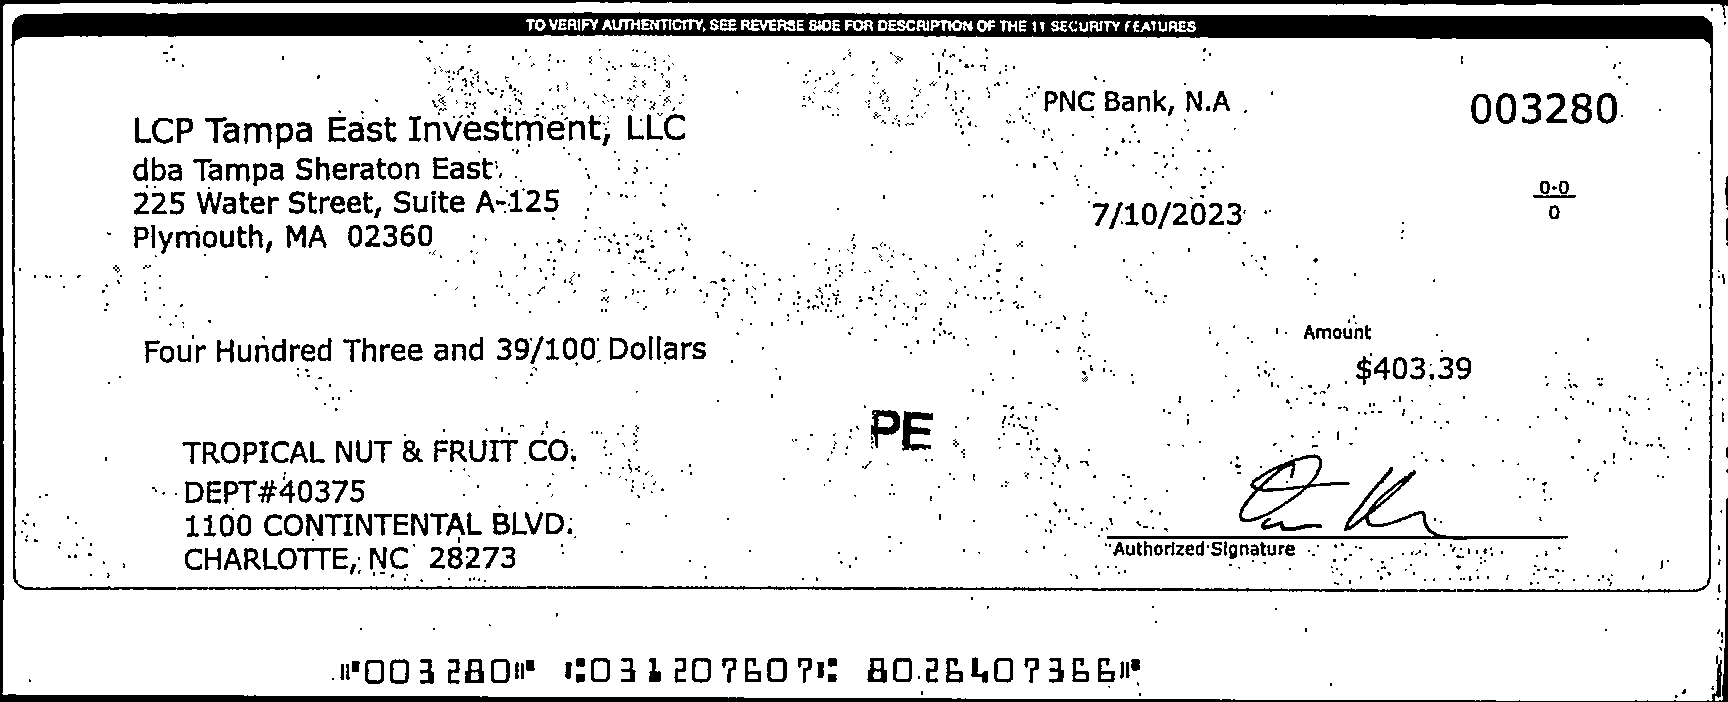 TO VERIFY AUTHENTICITY, SEE REVERSE SIDE FOR DESCRIPTION OF THE 11 SECURITY FEATURES
PNC Bank, N.A
003280
LCP Tampa East Investment, LLC
dba Tampa Sheraton East
225 Water Street, Suite A-125
Plymouth, MA 02360
0-0
0
7/10/2023
Four Hundred Three and 39/100 Dollars
Amount
$403.39
PE
TROPICAL NUT & FRUIT CO.
DEPT#40375
1100 CONTINTENTAL BLVD.
CHARLOTTE, NC 28273
Authorized Signature
⑈003280⑈ ⑆031207607⑆ 8026407366⑈